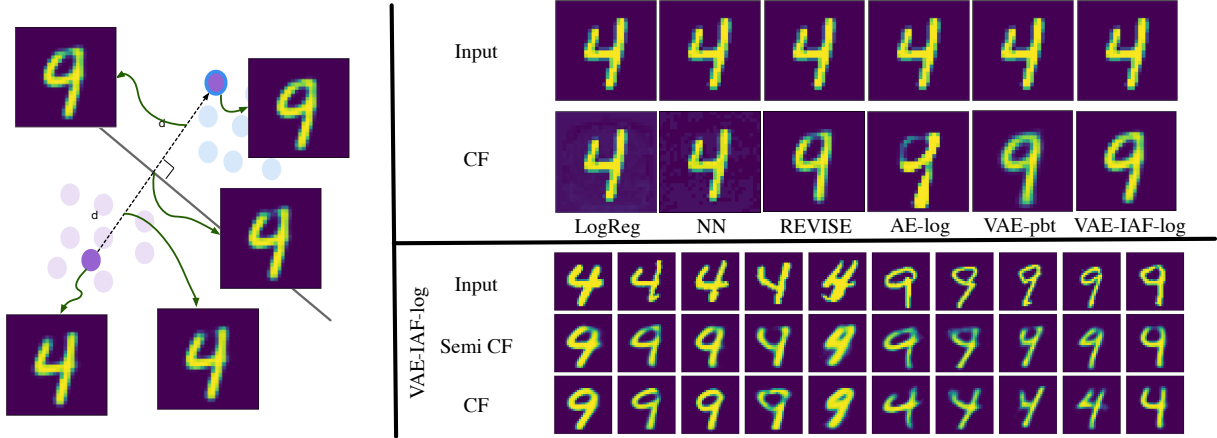 d
d
Input
CF
LogReg NN REVISE AE-log VAE-pbt VAE-IAF-log
VAE-IAF-log
Input
Semi CF
CF